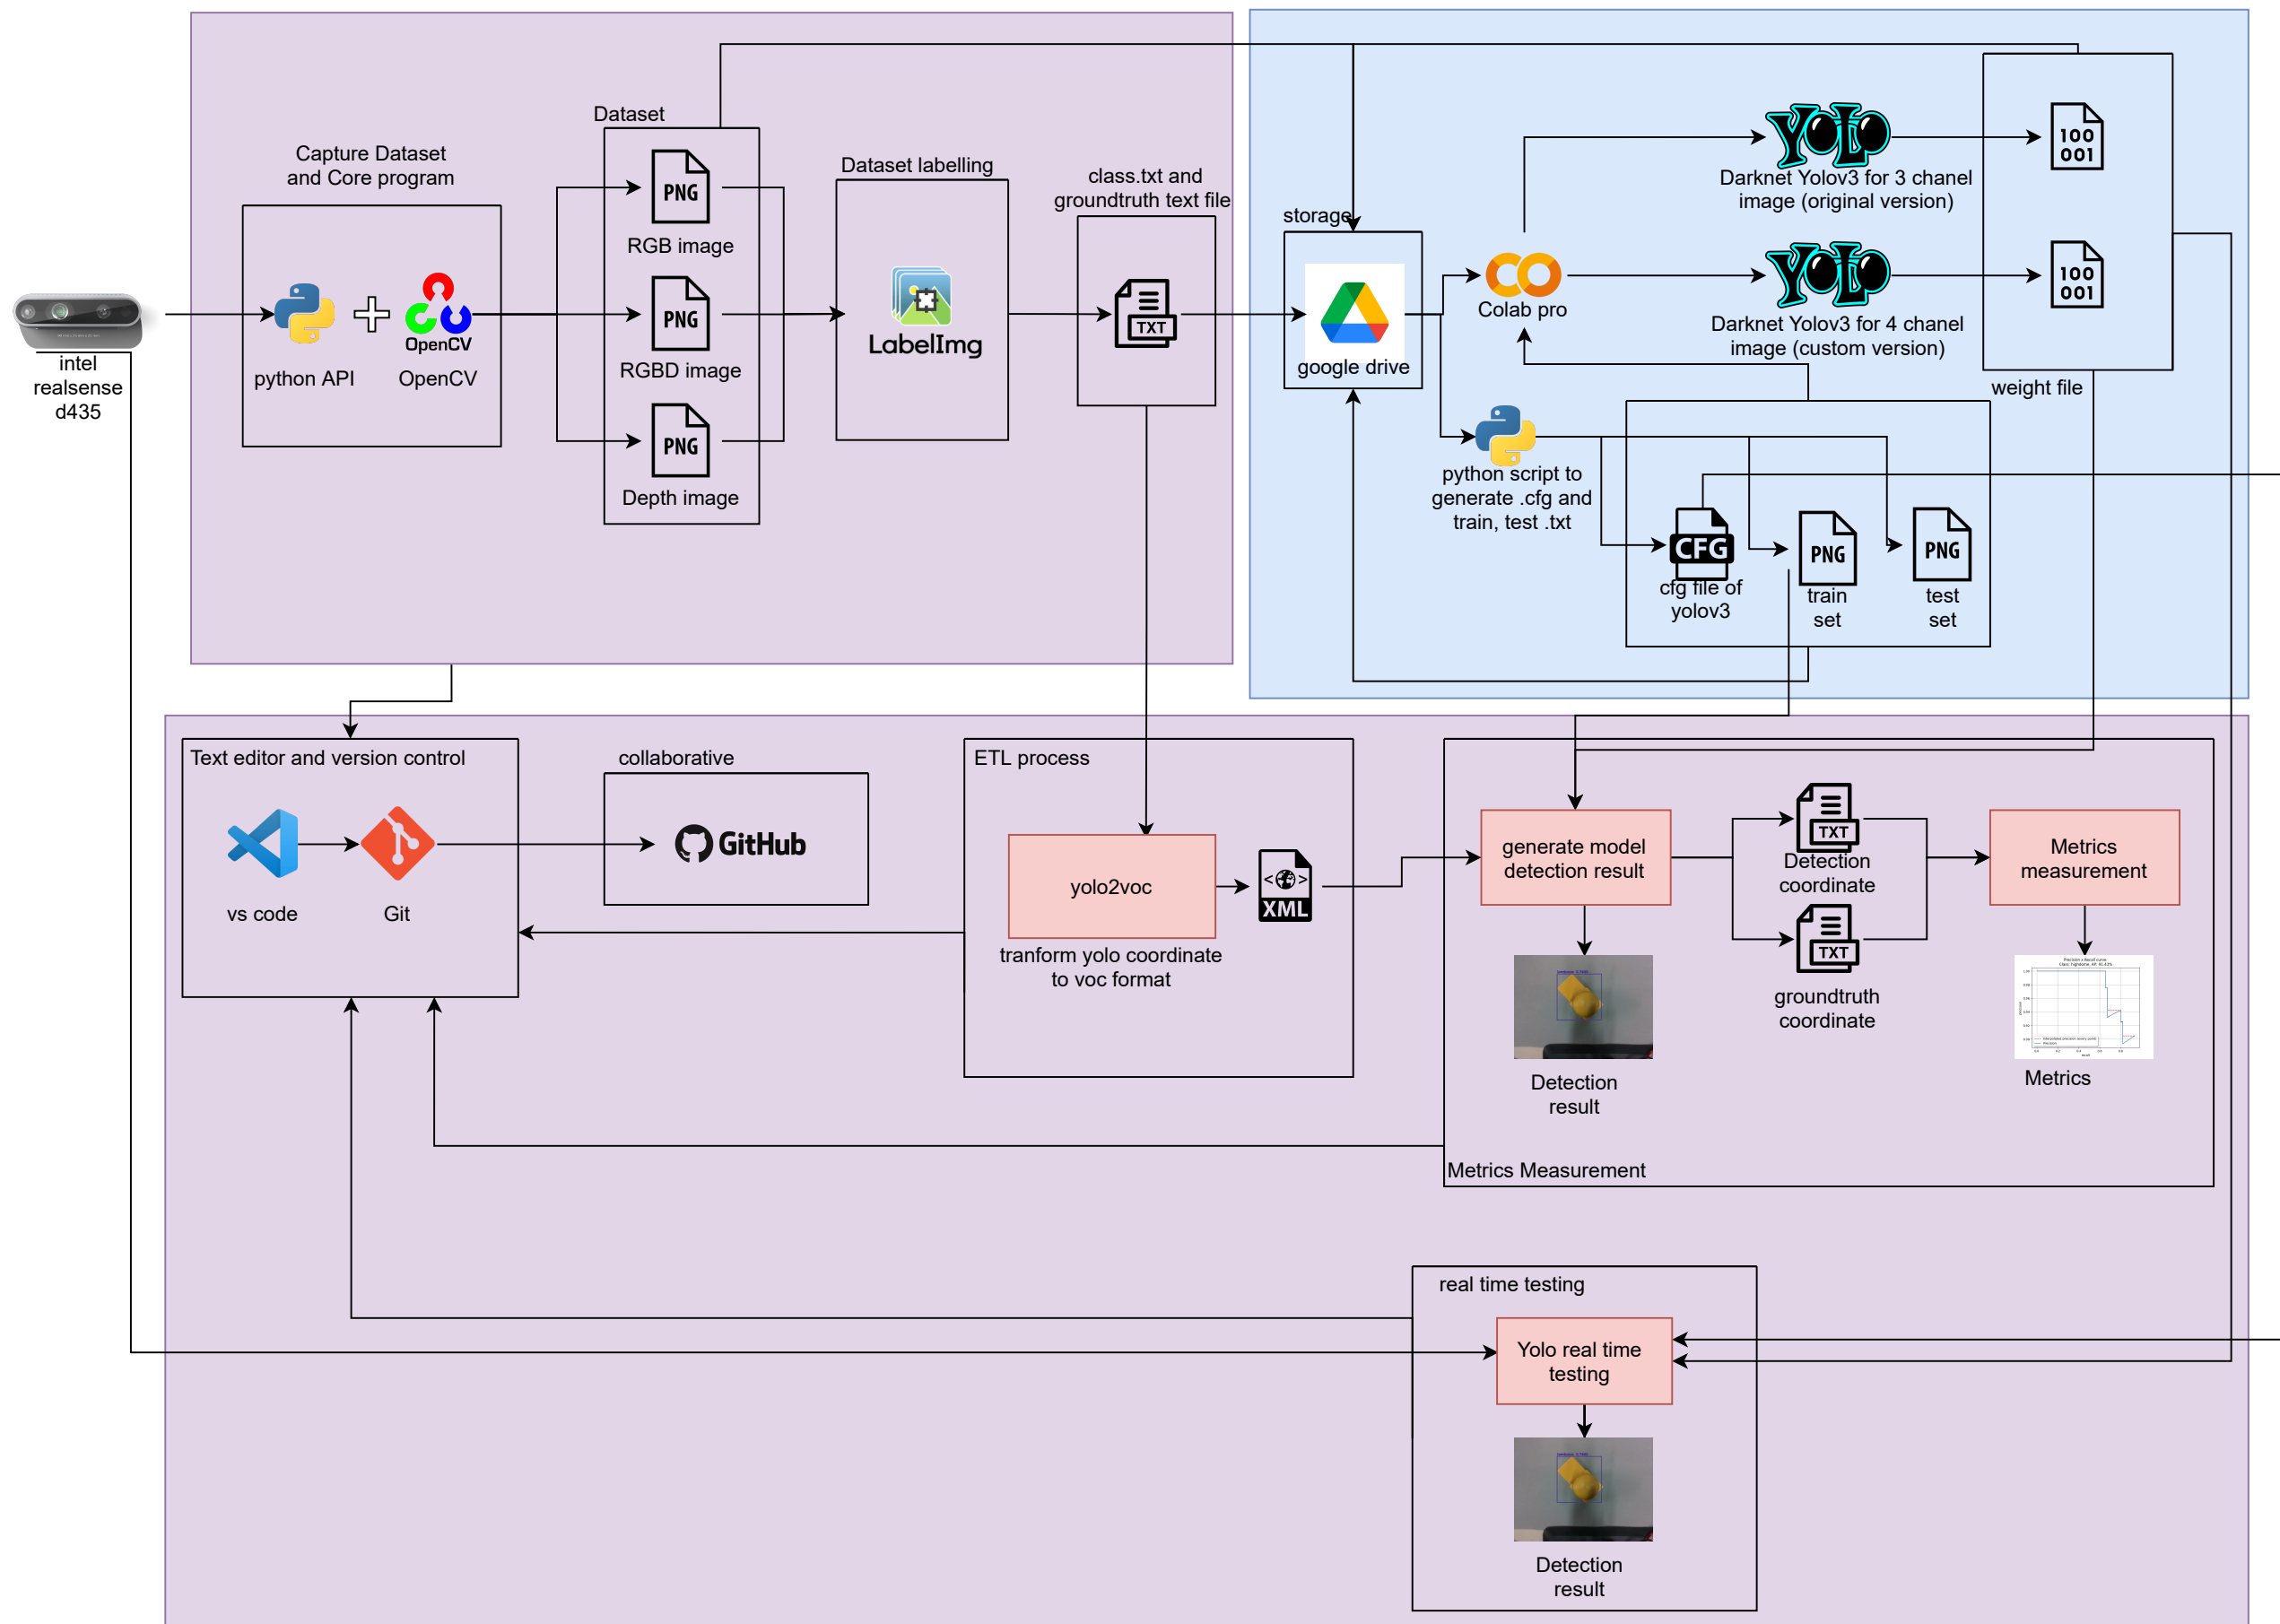 Dataset
Capture Dataset
and Core program
python API
OpenCV
OpenCV
intel
realsense
d435
PNG
RGB image
PNG
RGBD image
PNG
Depth image
Dataset labelling
LabelImg
class.txt and
groundtruth text file
TXT
storage
google drive
Colab pro
YOLO
Darknet Yolov3 for 3 chanel
image (original version)
YOLO
Darknet Yolov3 for 4 chanel
image (custom version)
100
001
100
001
weight file
python script to
generate .cfg and
train, test .txt
CFG
cfg file of
yolov3
PNG
train
set
PNG
test
set
Text editor and version control
vs code
Git
collaborative
GitHub
ETL process
yolo2voc
tranform yolo coordinate
to voc format
XML
generate model
detection result
Detection
result
TXT
Detection
coordinate
TXT
groundtruth
coordinate
Metrics
measurement
Metrics
Metrics Measurement
real time testing
Yolo real time
testing
Detection
result